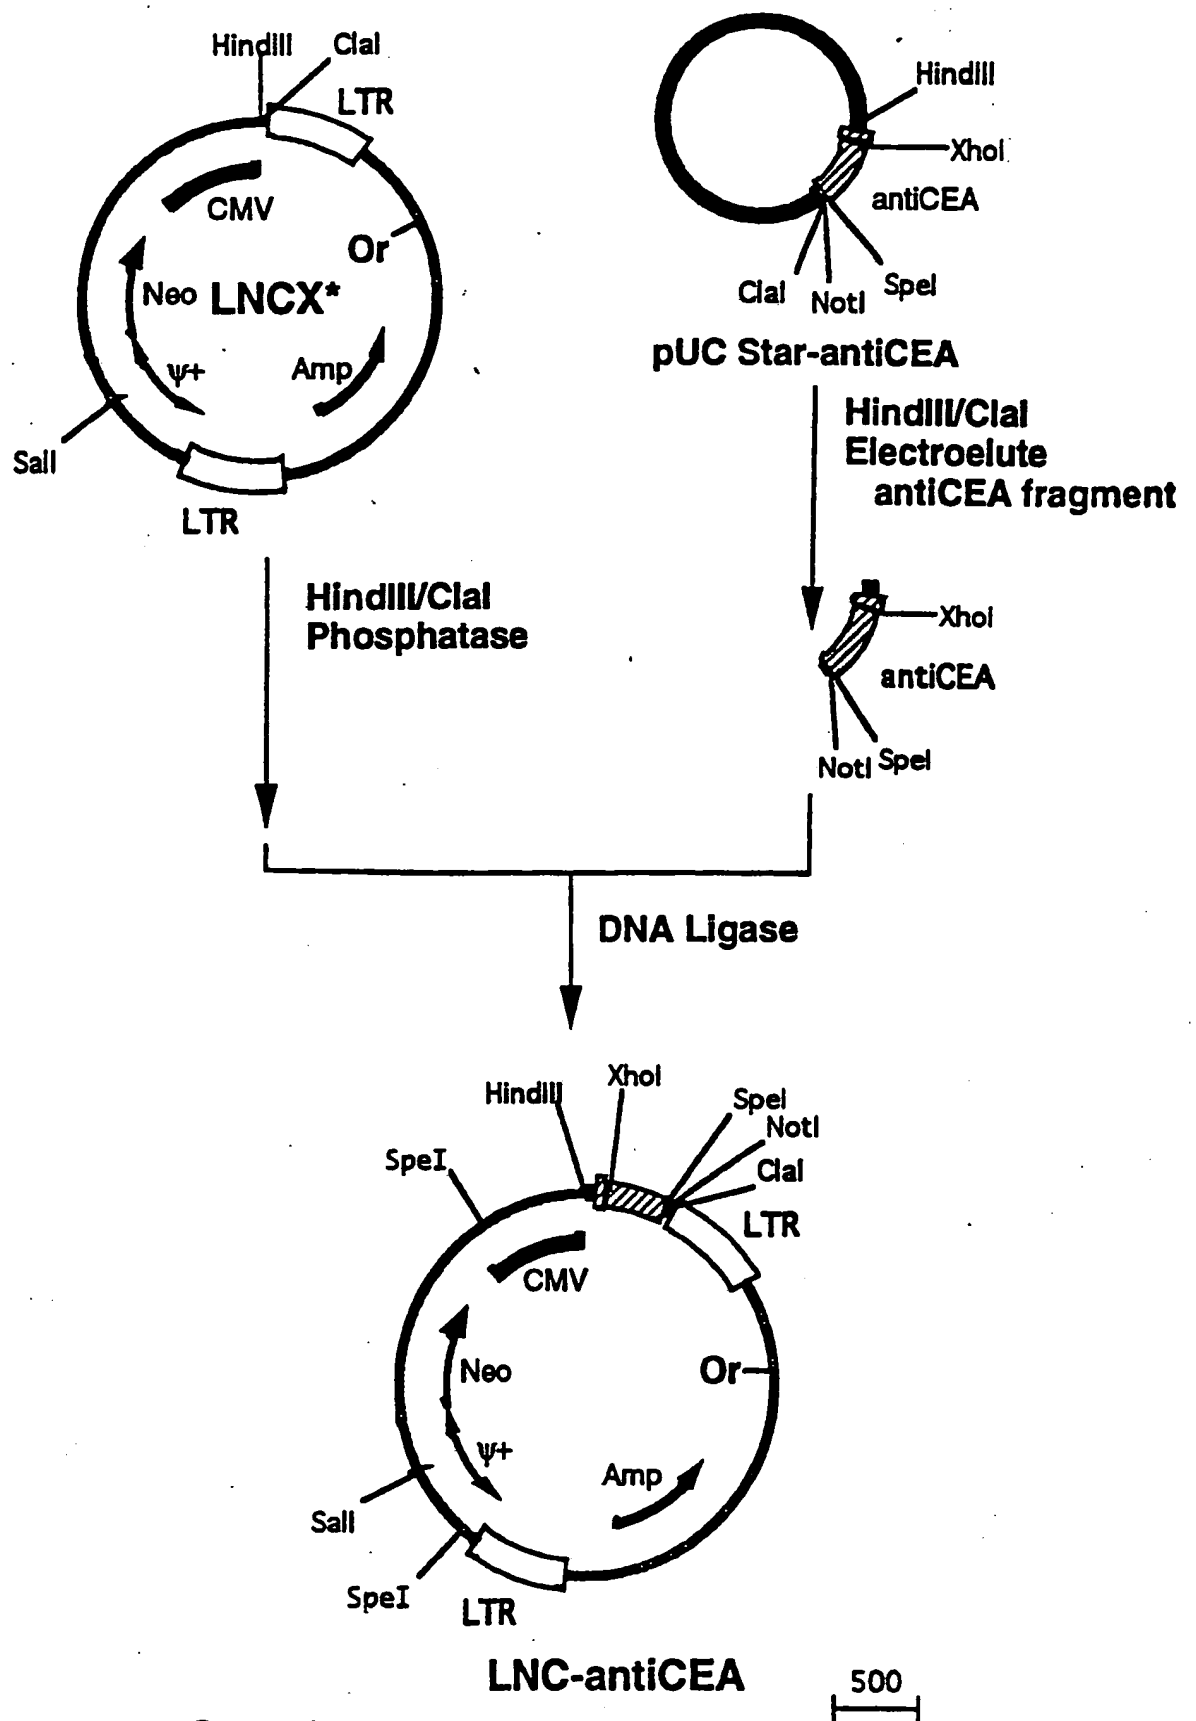 HindIII
ClaI
LTR
CMV
Or
Neo
LNCX*
ψ+
Amp
SalI
LTR
HindIII
XhoI
antiCEA
SpeI
ClaI
NotI
pUC Star-antiCEA
HindIII/ClaI
Electroelute
antiCEA fragment
HindIII/ClaI
Phosphatase
XhoI
antiCEA
NotI
SpeI
DNA Ligase
HindIII
XhoI
SpeI
NotI
ClaI
SpeI
LTR
CMV
Neo
Or
ψ+
Amp
SalI
SpeI
LTR
LNC-antiCEA
500